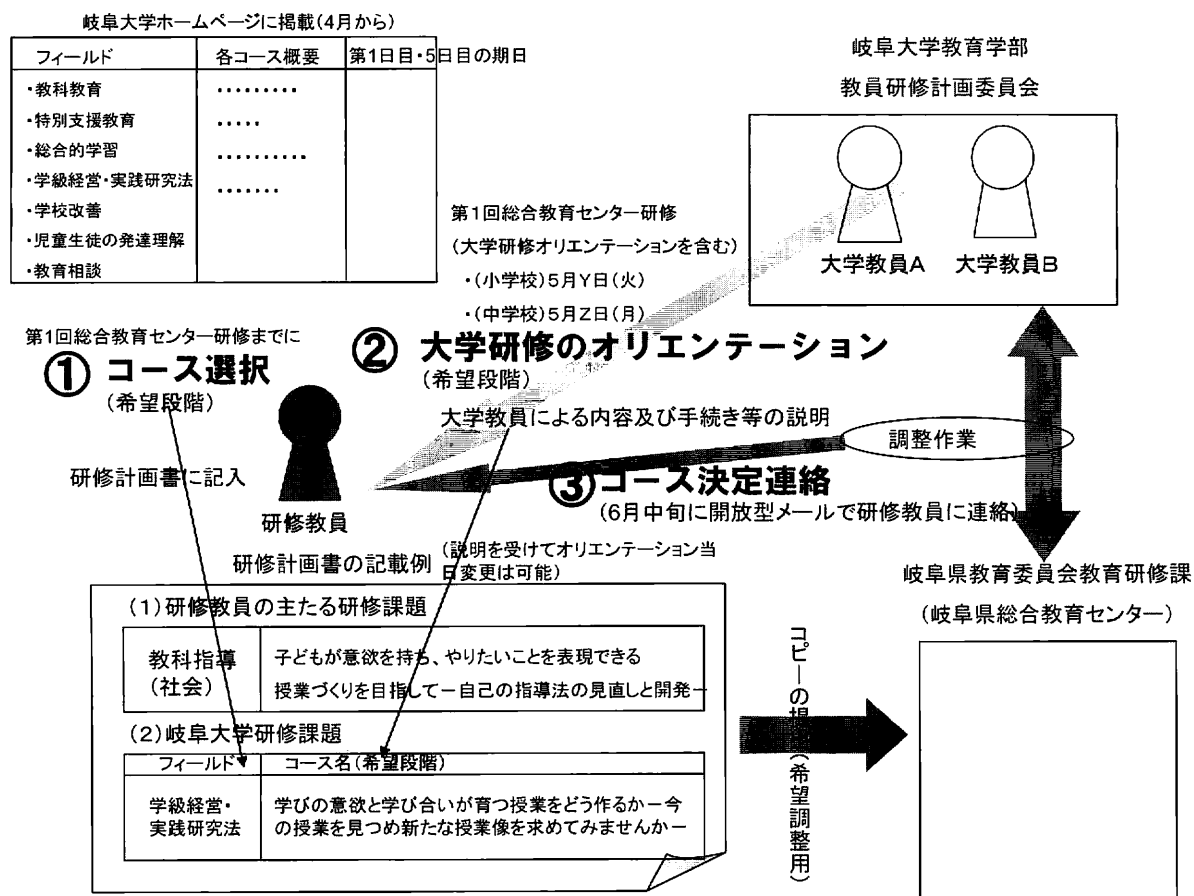 岐阜大学ホームページに掲載(4月から)
フィールド 各コース概要 第1日目・5日目の期日
・教科教育 ・・・・・・・・・
・特別支援教育 ・・・・・
・総合的学習 ・・・・・・・・・・
・学級経営・実践研究法 ・・・・・・・
・学校改善
・児童生徒の発達理解
・教育相談
岐阜大学教育学部
教員研修計画委員会
大学教員A 大学教員B
第1回総合教育センター研修
(大学研修オリエンテーションを含む)
・(小学校)5月Y日(火)
・(中学校)5月Z日(月)
第1回総合教育センター研修までに
① コース選択
(希望段階)
② 大学研修のオリエンテーション
(希望段階)
大学教員による内容及び手続き等の説明
調整作業
研修計画書に記入
研修教員
③コース決定連絡
(6月中旬に開放型メールで研修教員に連絡)
研修計画書の記載例
(説明を受けてオリエンテーション当
日変更は可能)
岐阜県教育委員会教育研修課
(岐阜県総合教育センター)
(1)研修教員の主たる研修課題
教科指導
(社会)
子どもが意欲を持ち、やりたいことを表現できる
授業づくりを目指して－自己の指導法の見直しと開発－
(2)岐阜大学研修課題
フィールド コース名(希望段階)
学級経営・
実践研究法
学びの意欲と学び合いが育つ授業をどう作るか－今
の授業を見つめ新たな授業像を求めてみませんか－
コピーの提(希望調整用)